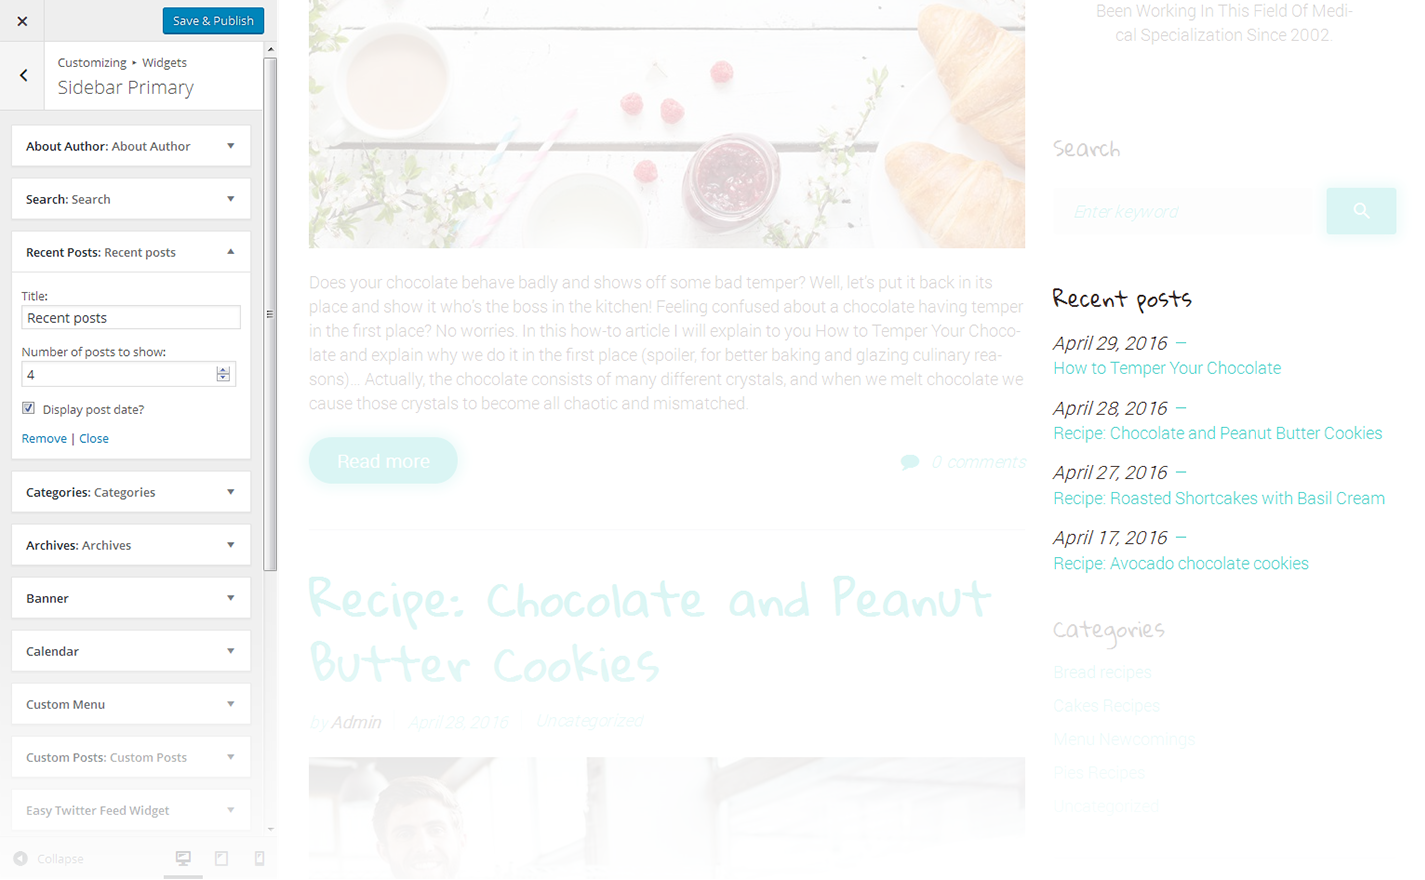 Save & Publish
Customizing ▸ Widgets
Sidebar Primary
About Author: About Author
Search: Search
Recent Posts: Recent posts
Title:
Recent posts
Number of posts to show:
4
Display post date?
Remove | Close
Categories: Categories
Archives: Archives
Banner
Calendar
Custom Menu
Custom Posts: Custom Posts
Easy Twitter Feed Widget
Collapse
Does your chocolate behave badly and shows off some bad temper? Well, let's put it back in its
place and show it who's the boss in the kitchen! Feeling confused about a chocolate having temper
in the first place? No worries. In this how-to article I will explain to you How to Temper Your Choco-
late and explain why we do it in the first place (spoiler, for better baking and glazing culinary rea-
sons)... Actually, the chocolate consists of many different crystals, and when we melt chocolate we
cause those crystals to become all chaotic and mismatched.
Read more
0 comments
Recipe: Chocolate and Peanut
Butter Cookies
by Admin
April 28, 2016
Uncategorized
Been Working In This Field Of Medi-
cal Specialization Since 2002.
Search
Enter keyword
Recent posts
April 29, 2016 –
How to Temper Your Chocolate
April 28, 2016 –
Recipe: Chocolate and Peanut Butter Cookies
April 27, 2016 –
Recipe: Roasted Shortcakes with Basil Cream
April 17, 2016 –
Recipe: Avocado chocolate cookies
Categories
Bread recipes
Cakes Recipes
Menu Newcomings
Pies Recipes
Uncategorized